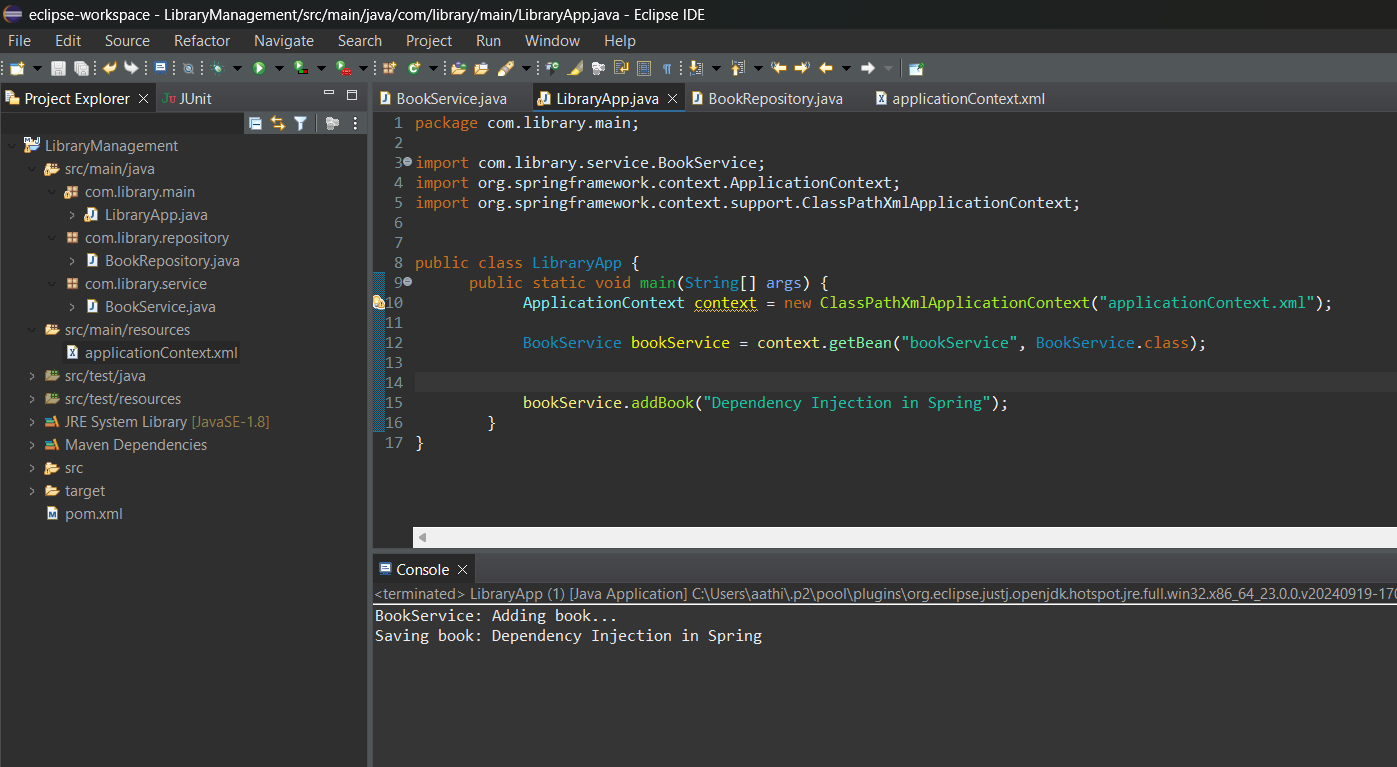 eclipse-workspace - LibraryManagement/src/main/java/com/library/main/LibraryApp.java - Eclipse IDE
File Edit Source Refactor Navigate Search Project Run Window Help
Project Explorer JUnit
LibraryManagement
src/main/java
com.library.main
LibraryApp.java
com.library.repository
BookRepository.java
com.library.service
BookService.java
src/main/resources
applicationContext.xml
src/test/java
src/test/resources
JRE System Library [JavaSE-1.8]
Maven Dependencies
src
target
pom.xml
BookService.java LibraryApp.java BookRepository.java applicationContext.xml
1 package com.library.main;
2
3 import com.library.service.BookService;
4 import org.springframework.context.ApplicationContext;
5 import org.springframework.context.support.ClassPathXmlApplicationContext;
6
7
8 public class LibraryApp {
9 public static void main(String[] args) {
10 ApplicationContext context = new ClassPathXmlApplicationContext("applicationContext.xml");
11
12 BookService bookService = context.getBean("bookService", BookService.class);
13
14
15 bookService.addBook("Dependency Injection in Spring");
16 }
17 }
Console
<terminated> LibraryApp (1) [Java Application] C:\Users\aathi\.p2\pool\plugins\org.eclipse.justj.openjdk.hotspot.jre.full.win32.x86_64_23.0.0.v20240919-170
BookService: Adding book...
Saving book: Dependency Injection in Spring